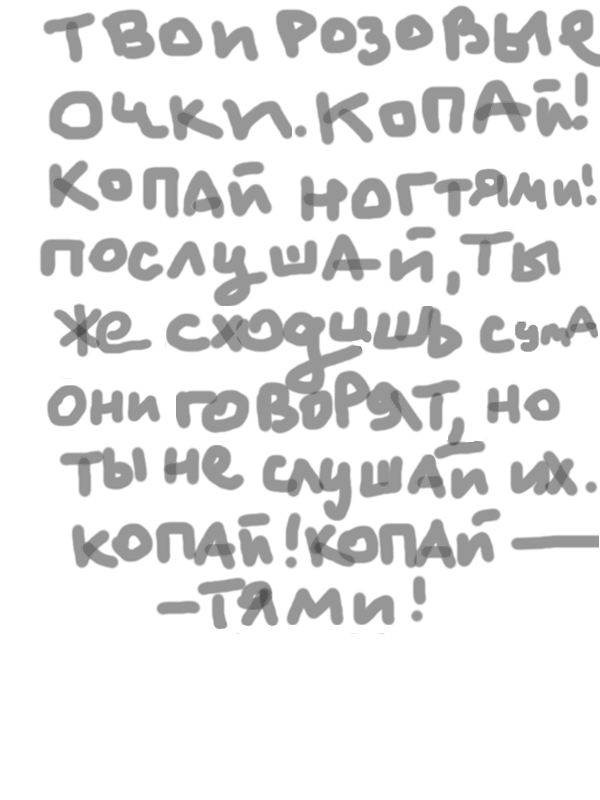 твои розовые
очки. копай!
копай ногтями!
послушай, ты
же сходишь сума
они говорят, но
ты не слушай их.
копай! копай —
-тями!